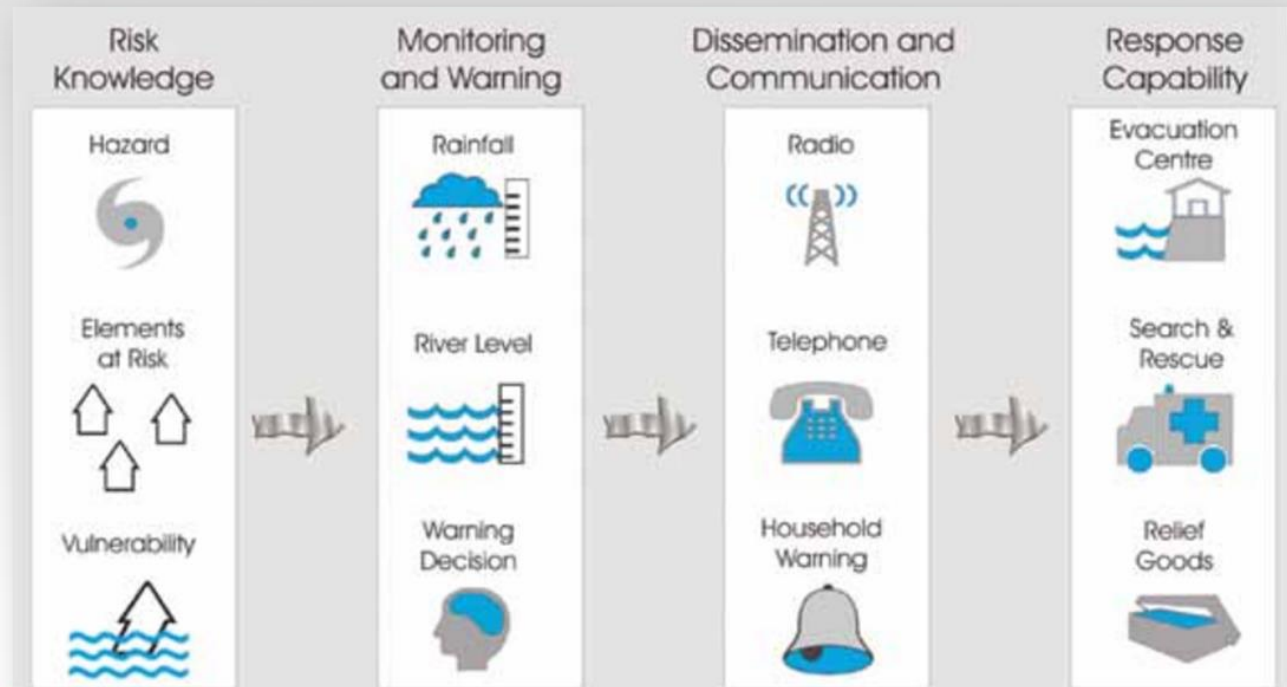 Risk
Knowledge
Hazard
Elements
at Risk
Vulnerability
Monitoring
and Warning
Rainfall
River Level
Warning
Decision
Dissemination and
Communication
Radio
Telephone
Household
Warning
Response
Capability
Evacuation
Centre
Search &
Rescue
Relief
Goods